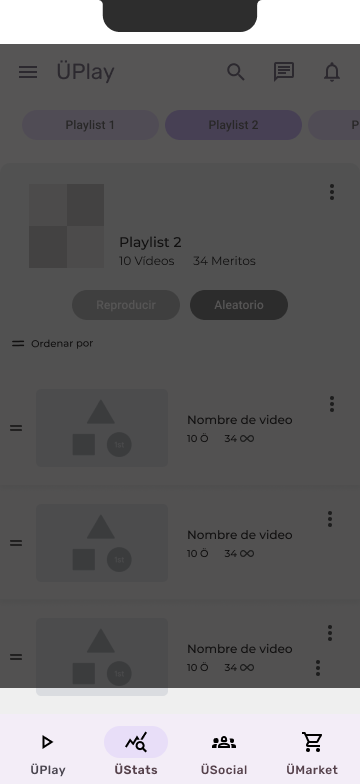 ÜPlay
Playlist 1
Playlist 2
P
Playlist 2
10 Vídeos 34 Meritos
Reproducir
Aleatorio
Ordenar por
Nombre de video
10 Ö 34 ꝏ
Nombre de video
10 Ö 34 ꝏ
Nombre de video
10 Ö 34 ꝏ
ÜPlay
ÜStats
ÜSocial
ÜMarket